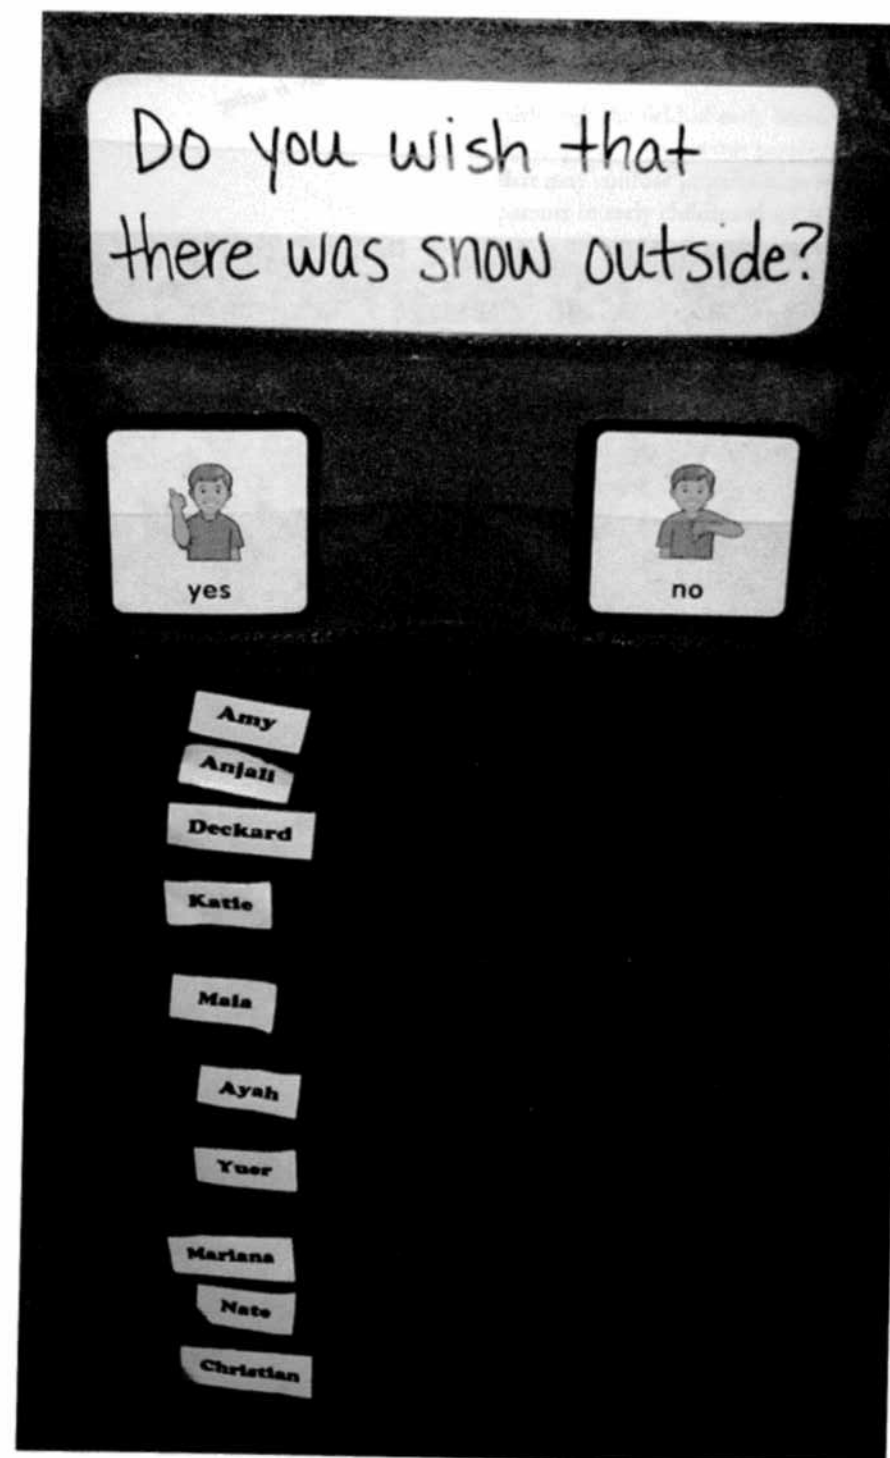 Do you wish that
there was snow outside?
yes
no
Amy
Anjali
Deckard
Katie
Maia
Ayah
Yuer
Mariana
Nate
Christian